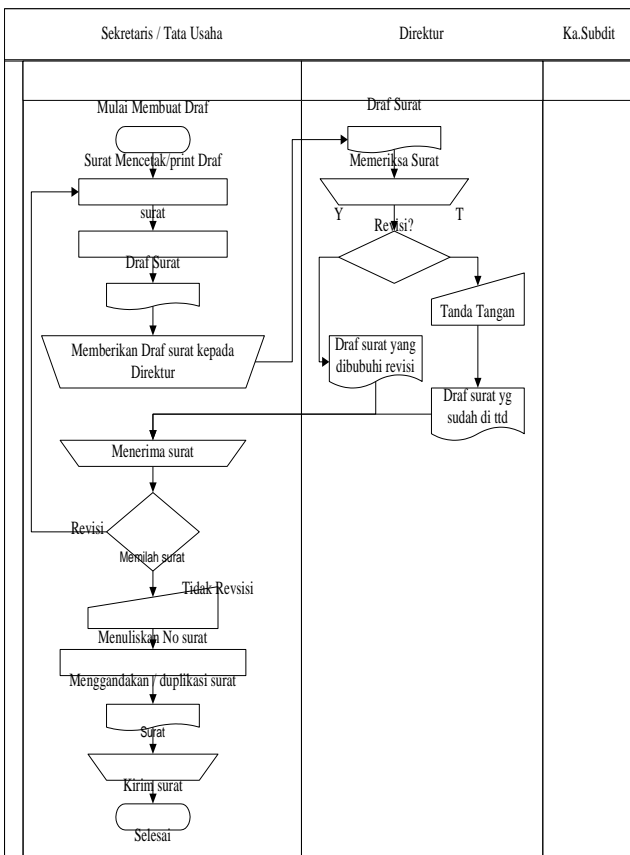 Sekretaris / Tata Usaha
Direktur
Ka.Subdit
Mulai Membuat Draf
Surat Mencetak/print Draf
surat
Draf Surat
Memberikan Draf surat kepada
Direktur
Draf Surat
Memeriksa Surat
Y
T
Revisi?
Tanda Tangan
Draf surat yang
dibubuhi revisi
Draf surat yg
sudah di ttd
Menerima surat
Revisi
Memilah surat
Tidak Revsisi
Menuliskan No surat
Menggandakan / duplikasi surat
Surat
Kirim surat
Selesai